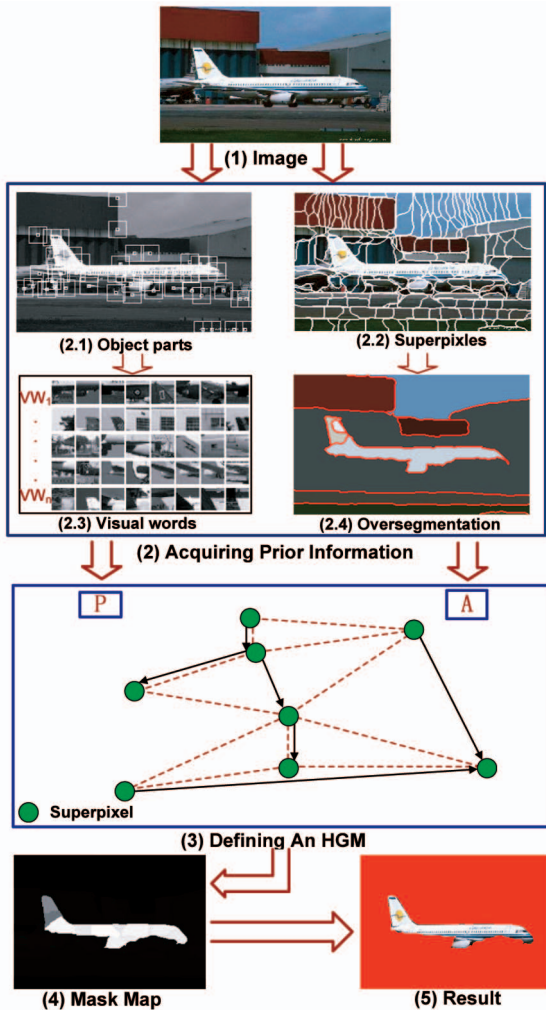 (1) Image
(2.1) Object parts
(2.2) Superpixles
VW1
VWn
(2.3) Visual words
(2.4) Oversegmentation
(2) Acquiring Prior Information
P
A
Superpixel
(3) Defining An HGM
(4) Mask Map
(5) Result